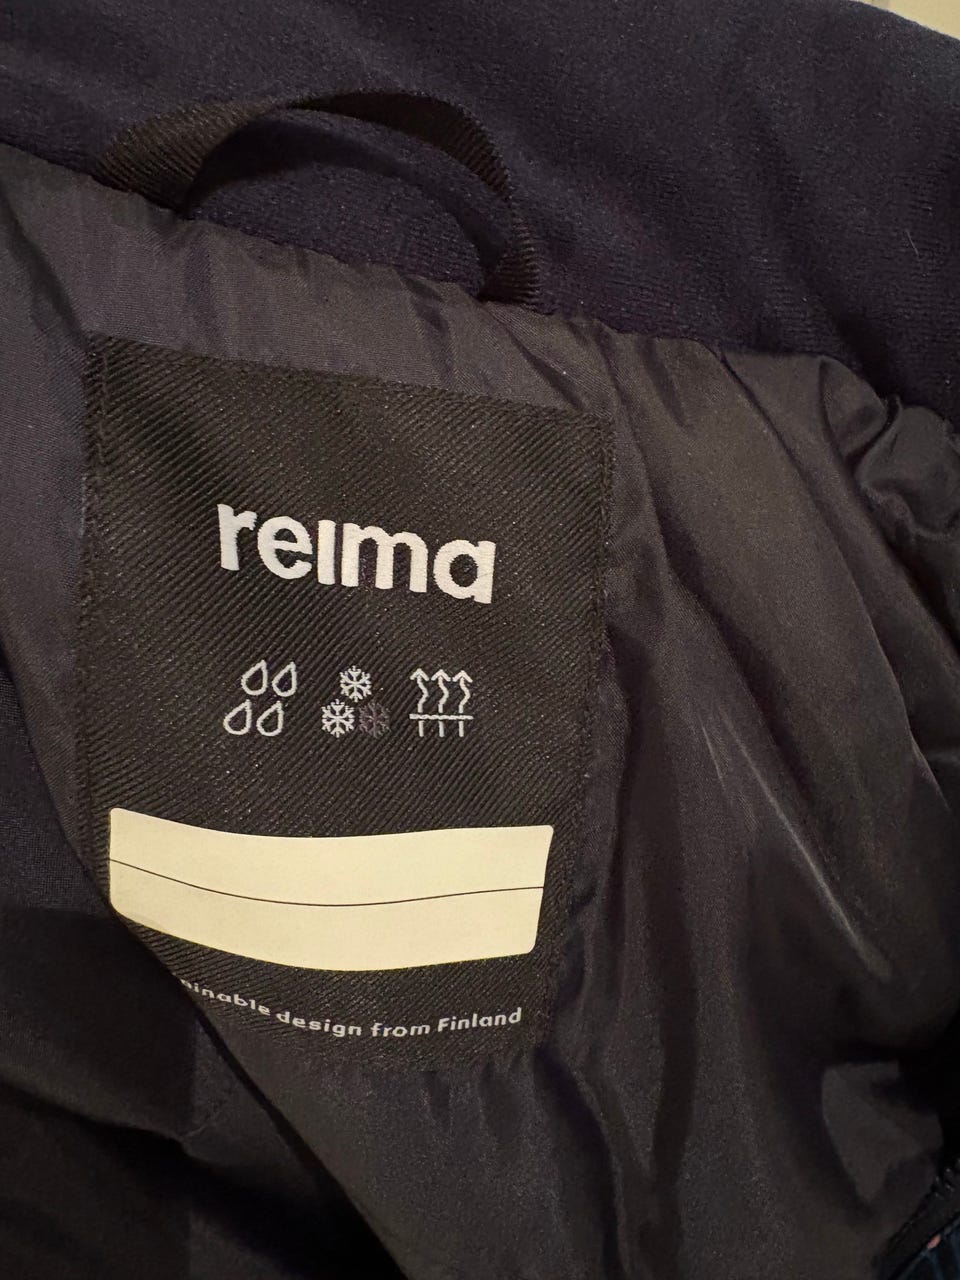 reima
design from Finland